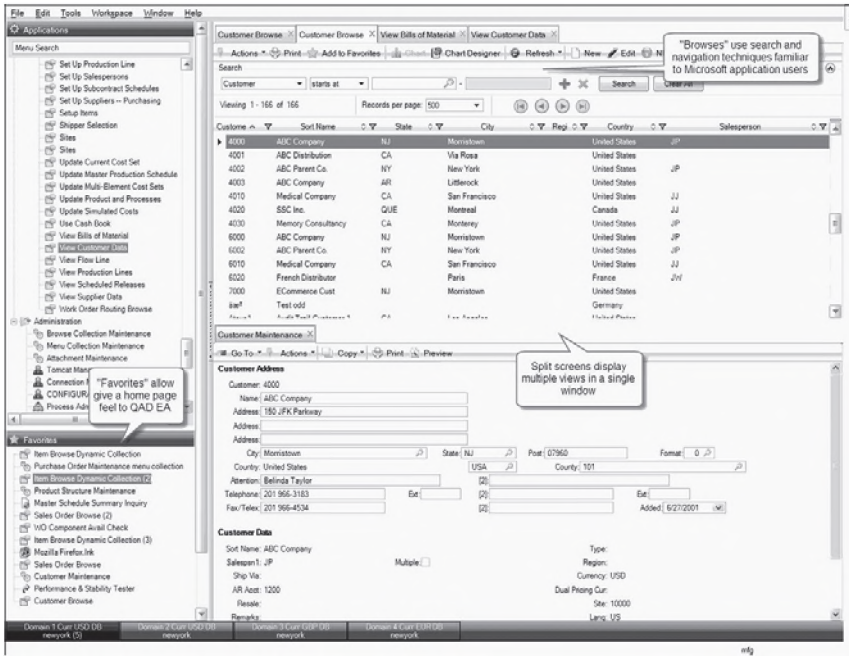 File Edit Tools Workspace Window Help
Applications
Menu Search
Set Up Production Line
Set Up Salespersons
Set Up Subcontract Schedules
Set Up Suppliers -- Purchasing
Setup Items
Shipper Selection
Sites
Sites
Update Current Cost Set
Update Master Production Schedule
Update Multi-Element Cost Sets
Update Product and Processes
Update Simulated Costs
Use Cash Book
View Bills of Material
View Customer Data
View Flow Line
View Production Lines
View Scheduled Releases
View Supplier Data
Work Order Routing Browse
Administration
Browse Collection Maintenance
Menu Collection Maintenance
Attachment Maintenance
Tomcat
Connection
Process
"Favorites" allow
give a home page
feel to QAD EA
Favorites
Item Browse Dynamic Collection
Purchase Order Maintenance menu collection
Item Browse Dynamic Collection (2)
Product Structure Maintenance
Master Schedule Summary Inquiry
Sales Order Browse (2)
WO Component Avail Check
Item Browse Dynamic Collection (3)
Mozilla Firefox.lnk
Sales Order Browse
Customer Maintenance
Performance & Stability Tester
Customer Browse
Customer Browse Customer Browse View Bills of Material View Customer Data
Actions Print Add to Favorites Chart Chart Designer Refresh New Edit
"Browses" use search and
navigation techniques familiar
to Microsoft application users
Search
Customer starts at - Search Clear All
Viewing 1 - 166 of 166 Records per page: 500
Custome Sort Name State City Regi Country Salesperson
4000 ABC Company NJ Morristown United States JP
4001 ABC Distribution CA Via Rosa United States
4002 ABC Parent Co. NY New York United States JP
4003 ABC Company AR Littlerock United States
4010 Medical Company CA San Francisco United States JJ
4020 SSC Inc. QUE Montreal Canada JJ
4030 Memory Consultancy CA Monterey United States JP
6000 ABC Company NJ Morristown United States JP
6002 ABC Parent Co. NY New York United States JP
6010 Medical Company CA San Francisco United States JJ
6020 French Distributor Paris France
7000 ECommerce Cust NJ Morristown United States
Test odd Germany
Audit Trail Customer 1 CA Los Angeles United States
Customer Maintenance
Go To Actions Copy Print Preview
Split screens display
multiple views in a single
window
Customer Address
Customer: 4000
Name: ABC Company
Address: 150 JFK Parkway
Address:
Address:
City: Morristown State: NJ Post: 07960 Format: 0
Country: United States USA County: 101
Attention: Belinda Taylor [2]:
Telephone: 201 966-3183 Ext: [2]: Ext:
Fax/Telex: 201 966-4534 [2]: Added: 6/27/2001
Customer Data
Sort Name: ABC Company Type:
Salespsn1: JP Multiple: Region:
Ship Via: Currency: USD
AR Acct: 1200 Dual Pricing Cur:
Resale: Site: 10000
Remarks: Lang: US
Domain 1 Curr USD DB Domain 2 Curr USD DB Domain 3 Curr GBP DB Domain 4 Curr EUR DB
newyork (5) newyork newyork newyork
mfg